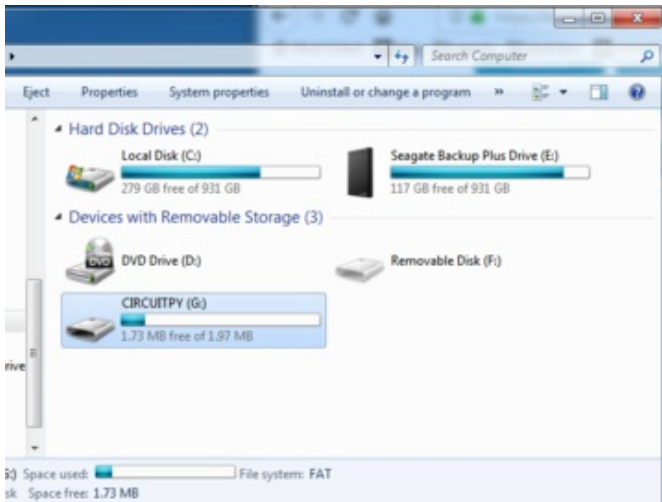 Search Computer
Eject Properties System properties Uninstall or change a program »
Hard Disk Drives (2)
Local Disk (C:) Seagate Backup Plus Drive (E:)
279 GB free of 931 GB 117 GB free of 931 GB
Devices with Removable Storage (3)
DVD Drive (D:) Removable Disk (F:)
CIRCUITPY (G:)
1.73 MB free of 1.97 MB
rive
G:) Space used: File system: FAT
sk Space free: 1.73 MB